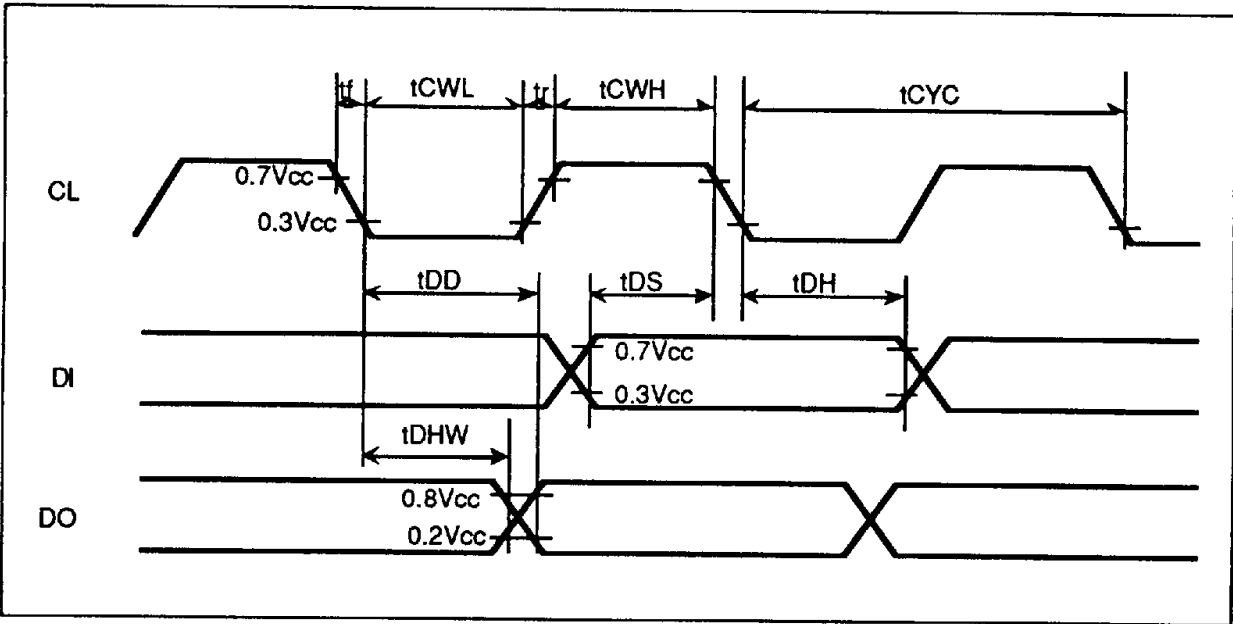 tf tCWL tr tCWH tCYC
CL
0.7Vcc
0.3Vcc
tDD tDS tDH
DI
0.7Vcc
0.3Vcc
tDHW
DO
0.8Vcc
0.2Vcc